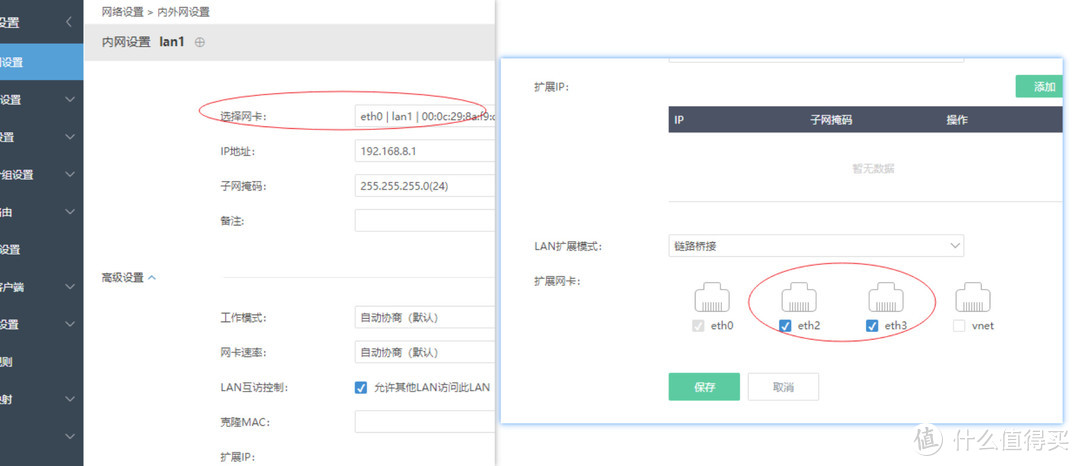 网络设置 > 内外网设置
设置
内网设置 lan1
设置
设置
设置
分组设置
由
设置
客户端
设置
规则
射
选择网卡: eth0 | lan1 | 00:0c:29:8a:f9:c
IP地址: 192.168.8.1
子网掩码: 255.255.255.0(24)
备注:
高级设置
工作模式: 自动协商（默认）
网卡速率: 自动协商（默认）
LAN互访控制: 允许其他LAN访问此LAN
克隆MAC:
扩展IP:
扩展IP: 添加
IP 子网掩码 操作
暂无数据
LAN扩展模式: 链路桥接
扩展网卡:
eth0 eth2 eth3 vnet
保存 取消
值 什么值得买